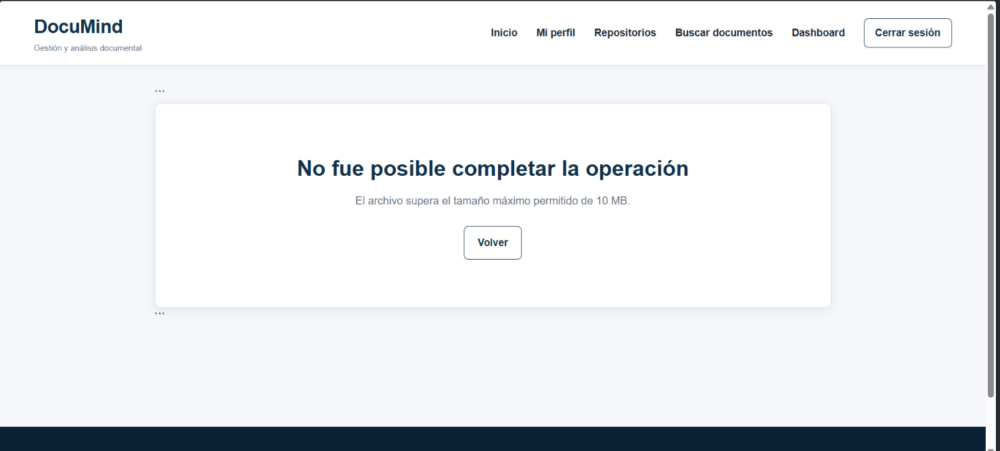 DocuMind
Gestión y análisis documental
Inicio Mi perfil Repositorios Buscar documentos Dashboard Cerrar sesión
```
No fue posible completar la operación
El archivo supera el tamaño máximo permitido de 10 MB.
Volver
```